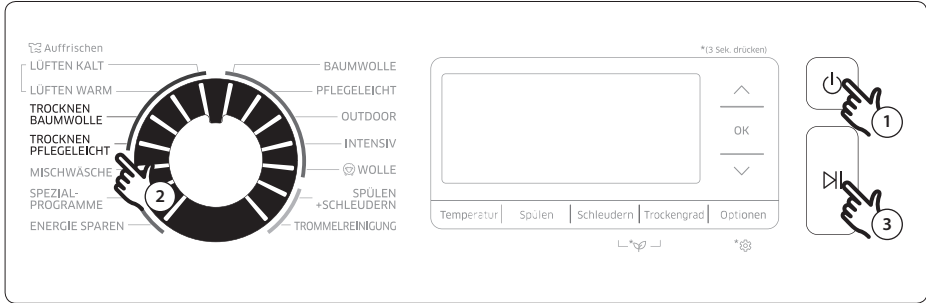 *(3 Sek. drücken)
Auffrischen
LÜFTEN KALT
LÜFTEN WARM
TROCKNEN
BAUMWOLLE
TROCKNEN
PFLEGELEICHT
MISCHWÄSCHE
SPEZIAL-
PROGRAMME
ENERGIE SPAREN
BAUMWOLLE
PFLEGELEICHT
OUTDOOR
INTENSIV
WOLLE
SPÜLEN
+SCHLEUDERN
TROMMELREINIGUNG
2
OK
Temperatur Spülen Schleudern Trockengrad Optionen
*
*
1
3